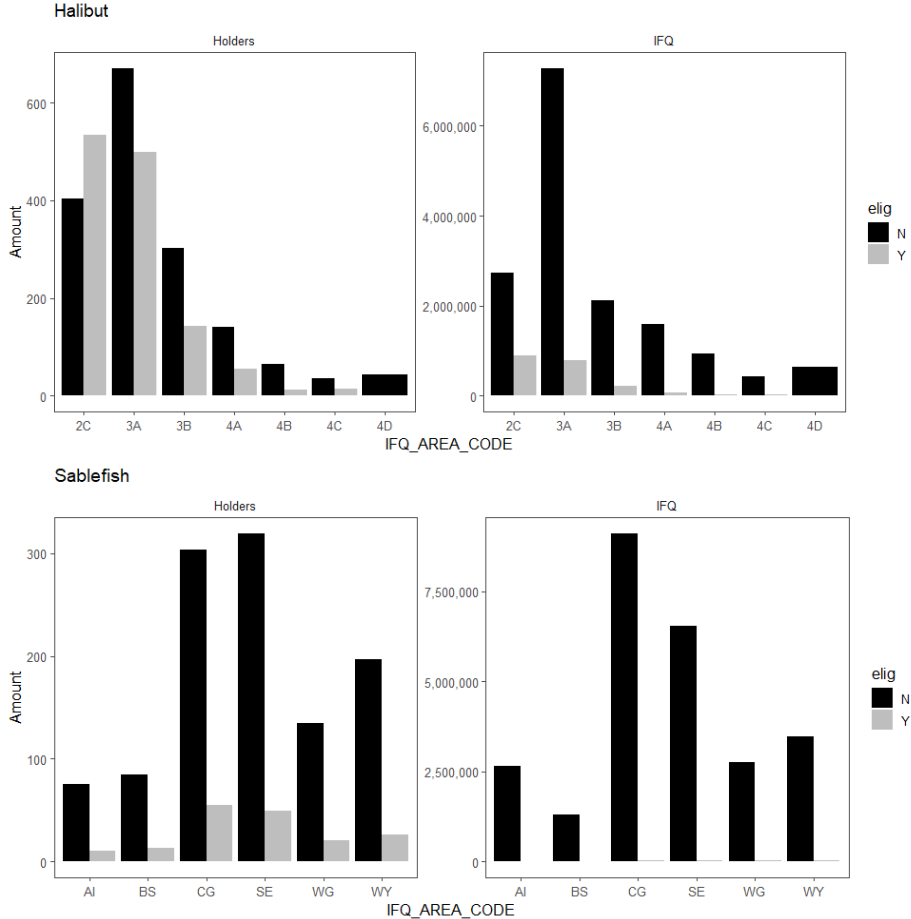 Halibut
Holders
IFQ
Amount
600
400
200
0
6,000,000
4,000,000
2,000,000
0
2C 3A 3B 4A 4B 4C 4D
2C 3A 3B 4A 4B 4C 4D
IFQ_AREA_CODE
elig
N
Y
Sablefish
Holders
IFQ
Amount
300
200
100
0
7,500,000
5,000,000
2,500,000
0
AI BS CG SE WG WY
AI BS CG SE WG WY
IFQ_AREA_CODE
elig
N
Y